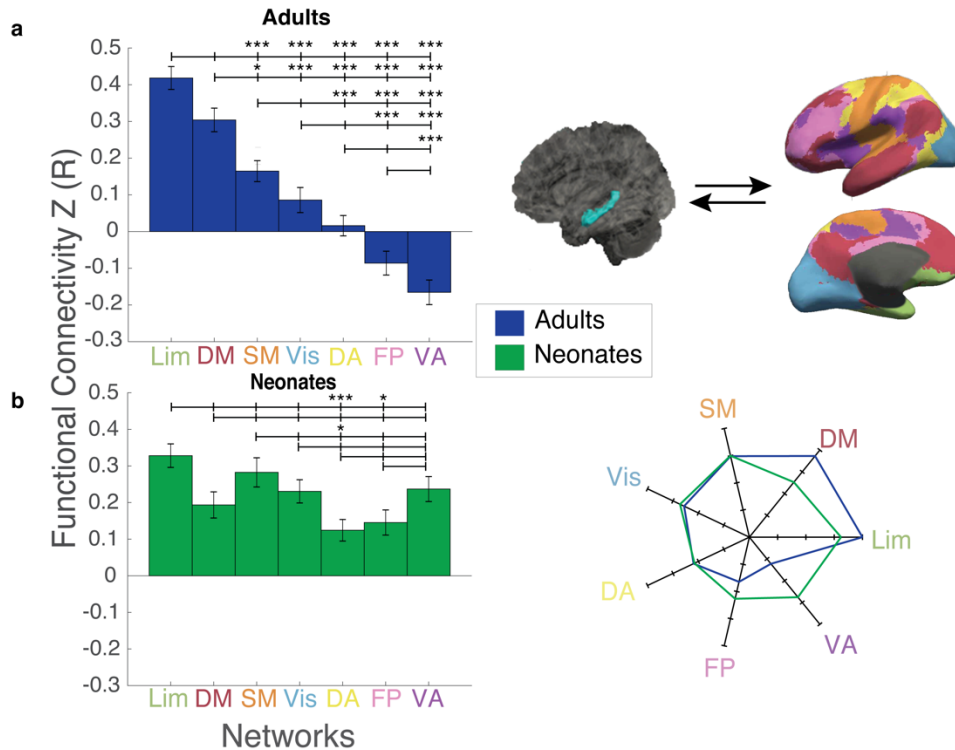 a
Adults
Functional Connectivity Z (R)
0.5
0.4
0.3
0.2
0.1
0
-0.1
-0.2
-0.3
*** *** *** *** ***
* *** *** *** ***
*** *** ***
*** ***
***
Lim DM SM Vis DA FP VA
Adults
Neonates
b
Neonates
0.5
0.4
0.3
0.2
0.1
0
-0.1
-0.2
-0.3
*** *
*
Lim DM SM Vis DA FP VA
Networks
SM
DM
Vis
Lim
DA
VA
FP